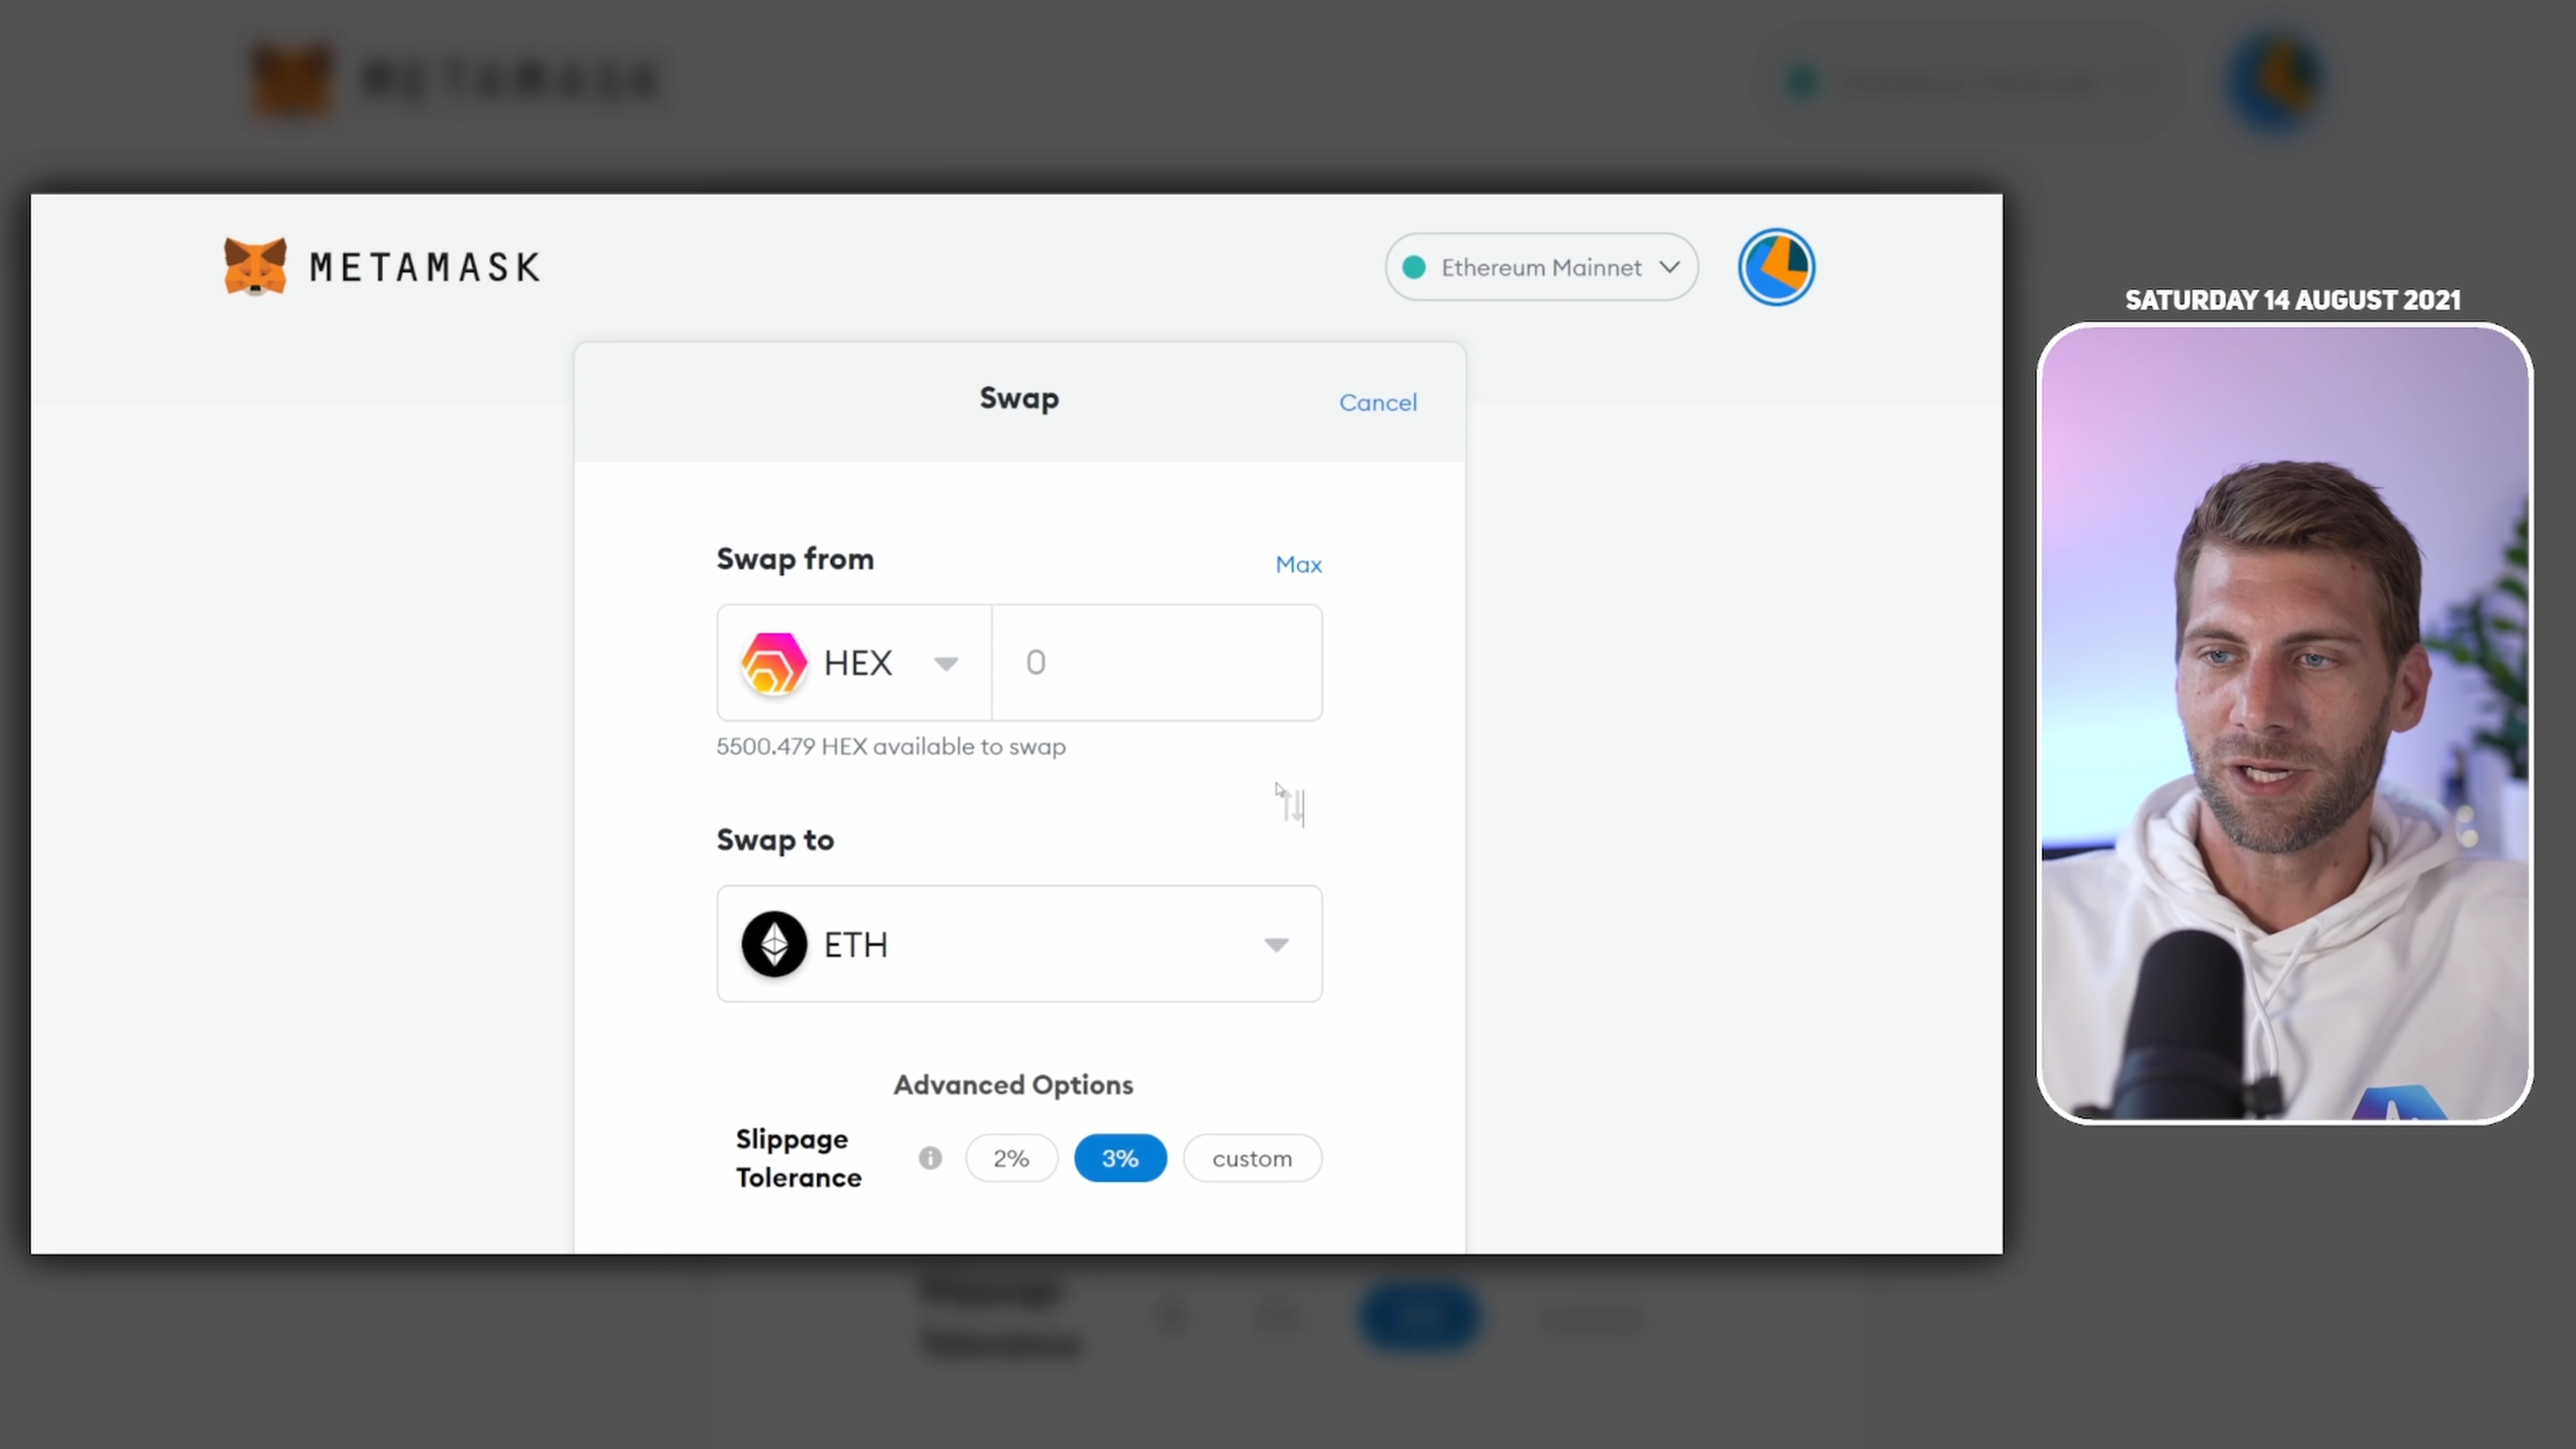 METAMASK
METAMASK
Ethereum Mainnet
SATURDAY 14 AUGUST 2021
Swap
Cancel
Swap from
Max
HEX
0
5500.479 HEX available to swap
Swap to
ETH
Advanced Options
Slippage
Tolerance
i
2%
3%
custom